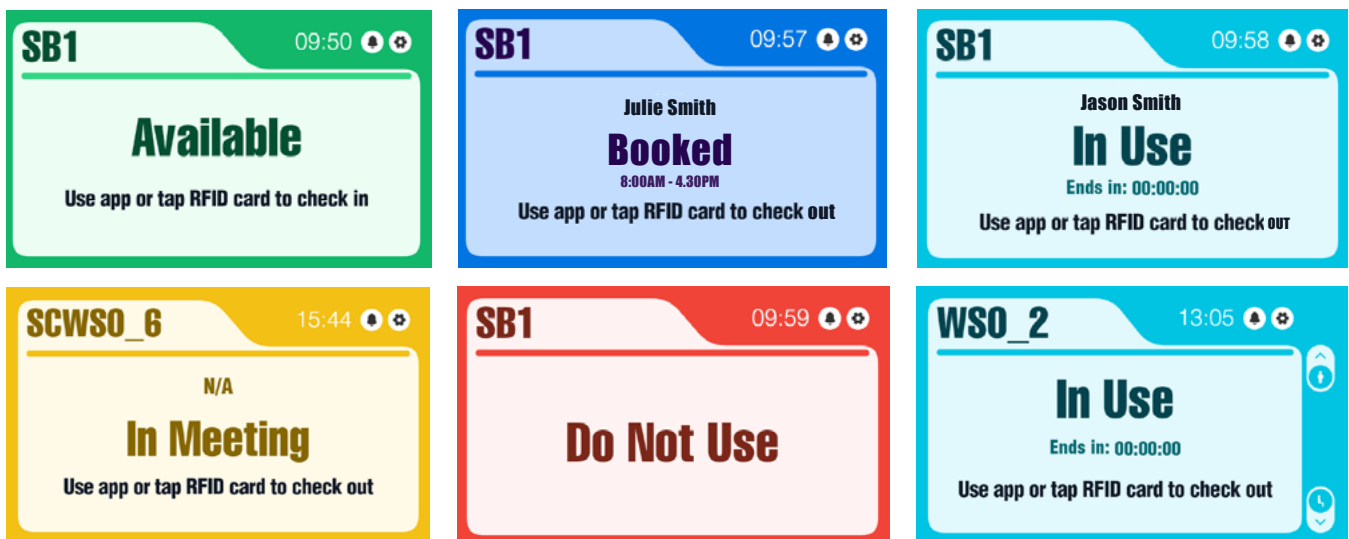 SB1 09:50
Available
Use app or tap RFID card to check in
SB1 09:57
Julie Smith
Booked
8:00AM - 4.30PM
Use app or tap RFID card to check out
SB1 09:58
Jason Smith
In Use
Ends in: 00:00:00
Use app or tap RFID card to check OUT
SCWSO_6 15:44
N/A
In Meeting
Use app or tap RFID card to check out
SB1 09:59
Do Not Use
WSO_2 13:05
In Use
Ends in: 00:00:00
Use app or tap RFID card to check out